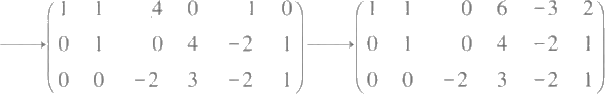 ⟶ (1 1 4 0 1 0) ⟶ (1 1 0 6 -3 2)
(0 1 0 4 -2 1) (0 1 0 4 -2 1)
(0 0 -2 3 -2 1) (0 0 -2 3 -2 1)